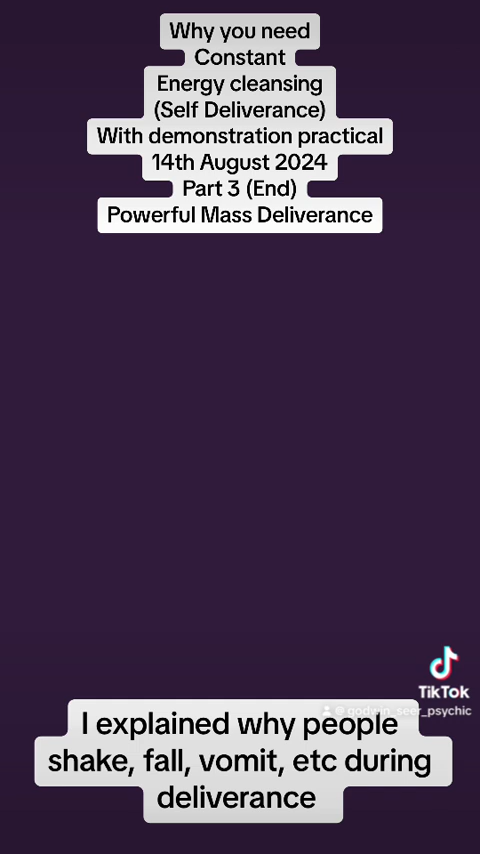 Why you need
Constant
Energy cleansing
(Self Deliverance)
With demonstration practical
14th August 2024
Part 3 (End)
Powerful Mass Deliverance
TikTok
@godwin_seer_psychic
I explained why people
shake, fall, vomit, etc during
deliverance